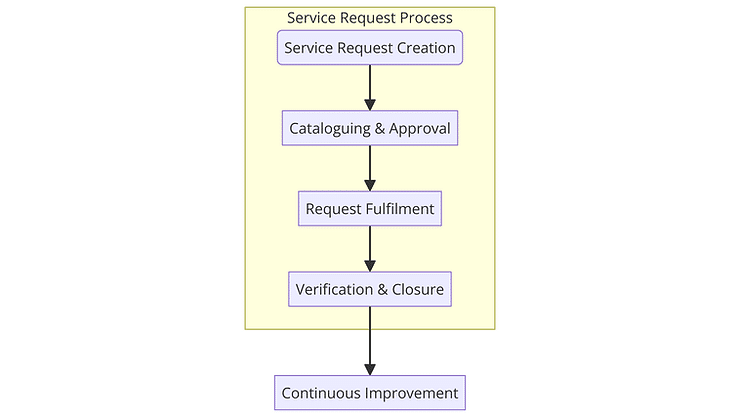 Service Request Process
Service Request Creation
Cataloguing & Approval
Request Fulfilment
Verification & Closure
Continuous Improvement